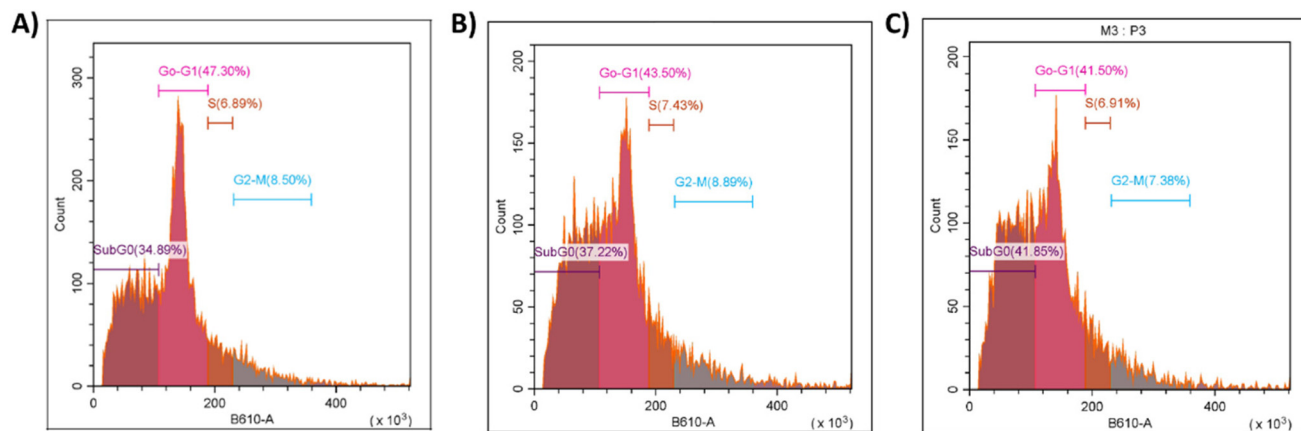 A)
Go-G1(47.30%)
S(6.89%)
G2-M(8.50%)
SubG0(34.89%)
Count
300
200
100
0
0
200
400
B610-A
(x 10³)
B)
Go-G1(43.50%)
S(7.43%)
G2-M(8.89%)
SubG0(37.22%)
Count
200
150
100
50
0
0
200
400
B610-A
(x 10³)
C)
M3 : P3
Go-G1(41.50%)
S(6.91%)
G2-M(7.38%)
SubG0(41.85%)
Count
200
150
100
50
0
0
200
400
B610-A
(x 10³)